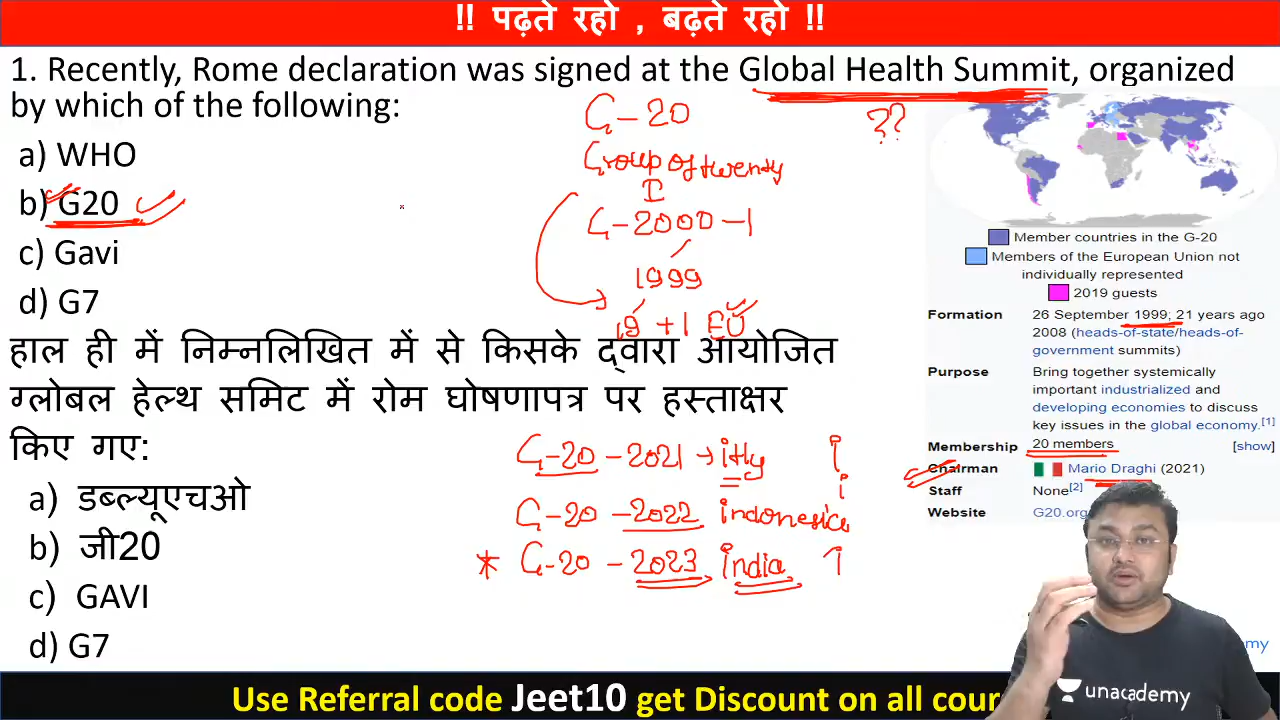 !! पढ़ते रहो , बढ़ते रहो !!
1. Recently, Rome declaration was signed at the Global Health Summit, organized
by which of the following:
a) WHO
b) G20
c) Gavi
d) G7
हाल ही में निम्नलिखित में से किसके द्वारा आयोजित
ग्लोबल हेल्थ समिट में रोम घोषणापत्र पर हस्ताक्षर
किए गए:
a) डब्ल्यूएचओ
b) जी20
c) GAVI
d) G7
G-20
??
Group of twenty
I
G-2000-1
1999
19 +1 EU
G-20 - 2021 → itly i
i
G-20 - 2022 indonesia
* G-20 - 2023 india
Member countries in the G-20
Members of the European Union not
individually represented
2019 guests
Formation 26 September 1999; 21 years ago
2008 (heads-of-state/heads-of-
government summits)
Purpose Bring together systemically
important industrialized and
developing economies to discuss
key issues in the global economy.[1]
Membership 20 members [show]
Chairman Mario Draghi (2021)
Staff None[2]
Website G20.org
my
unacademy
Use Referral code Jeet10 get Discount on all cour